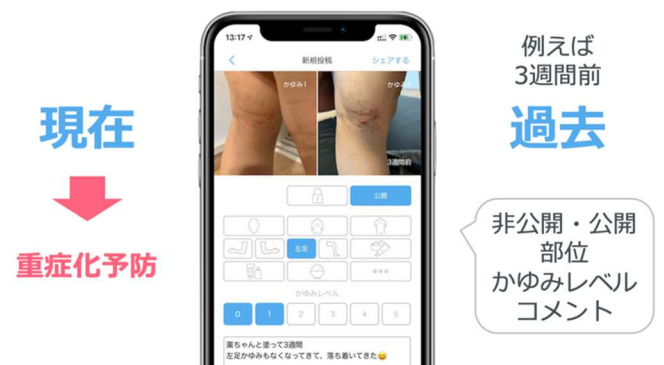 13:17
新規投稿
シェアする
かゆみ1
かゆみ
3週間前
公開
左足
かゆみレベル
0 1 2 3 4 5
薬ちゃんと塗って3週間
左足かゆみもなくなってきて、落ち着いてきた😀
現在
重症化予防
例えば
3週間前
過去
非公開・公開
部位
かゆみレベル
コメント